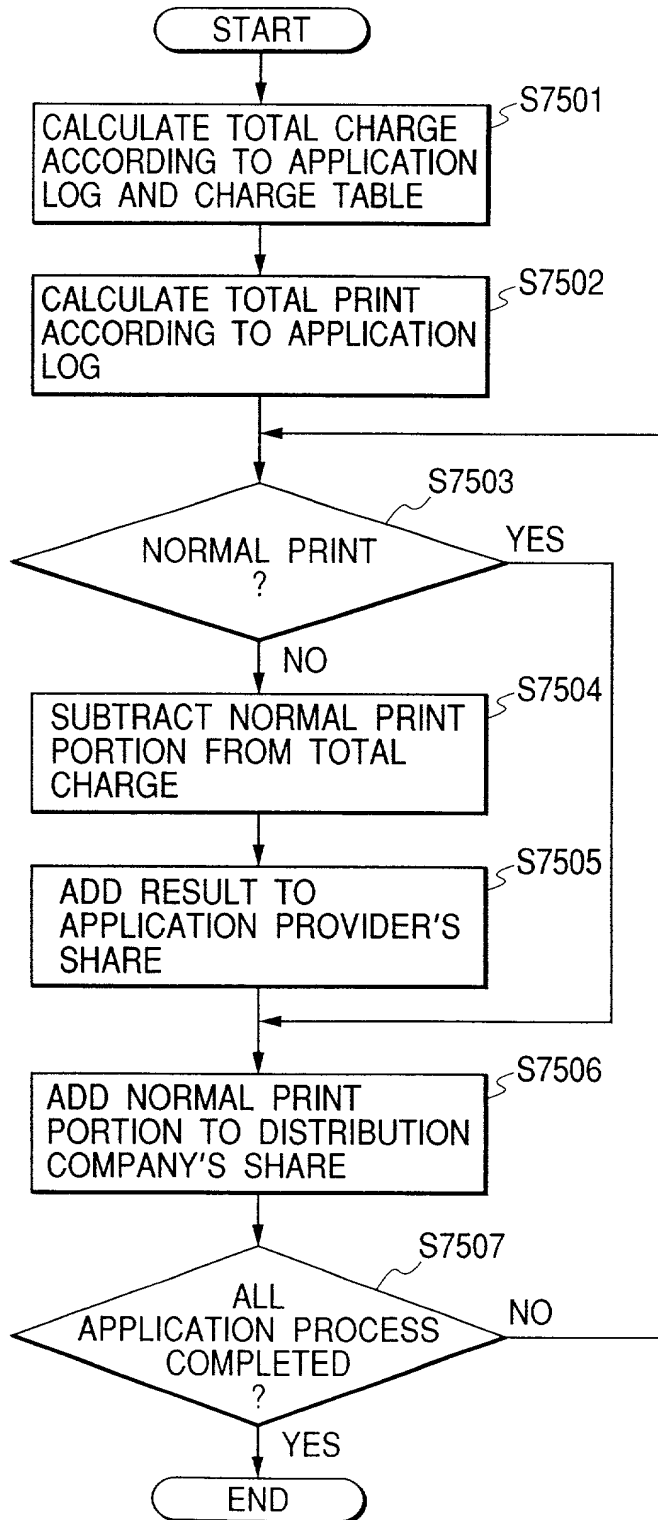 START
S7501
CALCULATE TOTAL CHARGE
ACCORDING TO APPLICATION
LOG AND CHARGE TABLE
S7502
CALCULATE TOTAL PRINT
ACCORDING TO APPLICATION
LOG
S7503
NORMAL PRINT
?
YES
NO
S7504
SUBTRACT NORMAL PRINT
PORTION FROM TOTAL
CHARGE
S7505
ADD RESULT TO
APPLICATION PROVIDER'S
SHARE
S7506
ADD NORMAL PRINT
PORTION TO DISTRIBUTION
COMPANY'S SHARE
S7507
ALL
APPLICATION PROCESS
COMPLETED
?
NO
YES
END